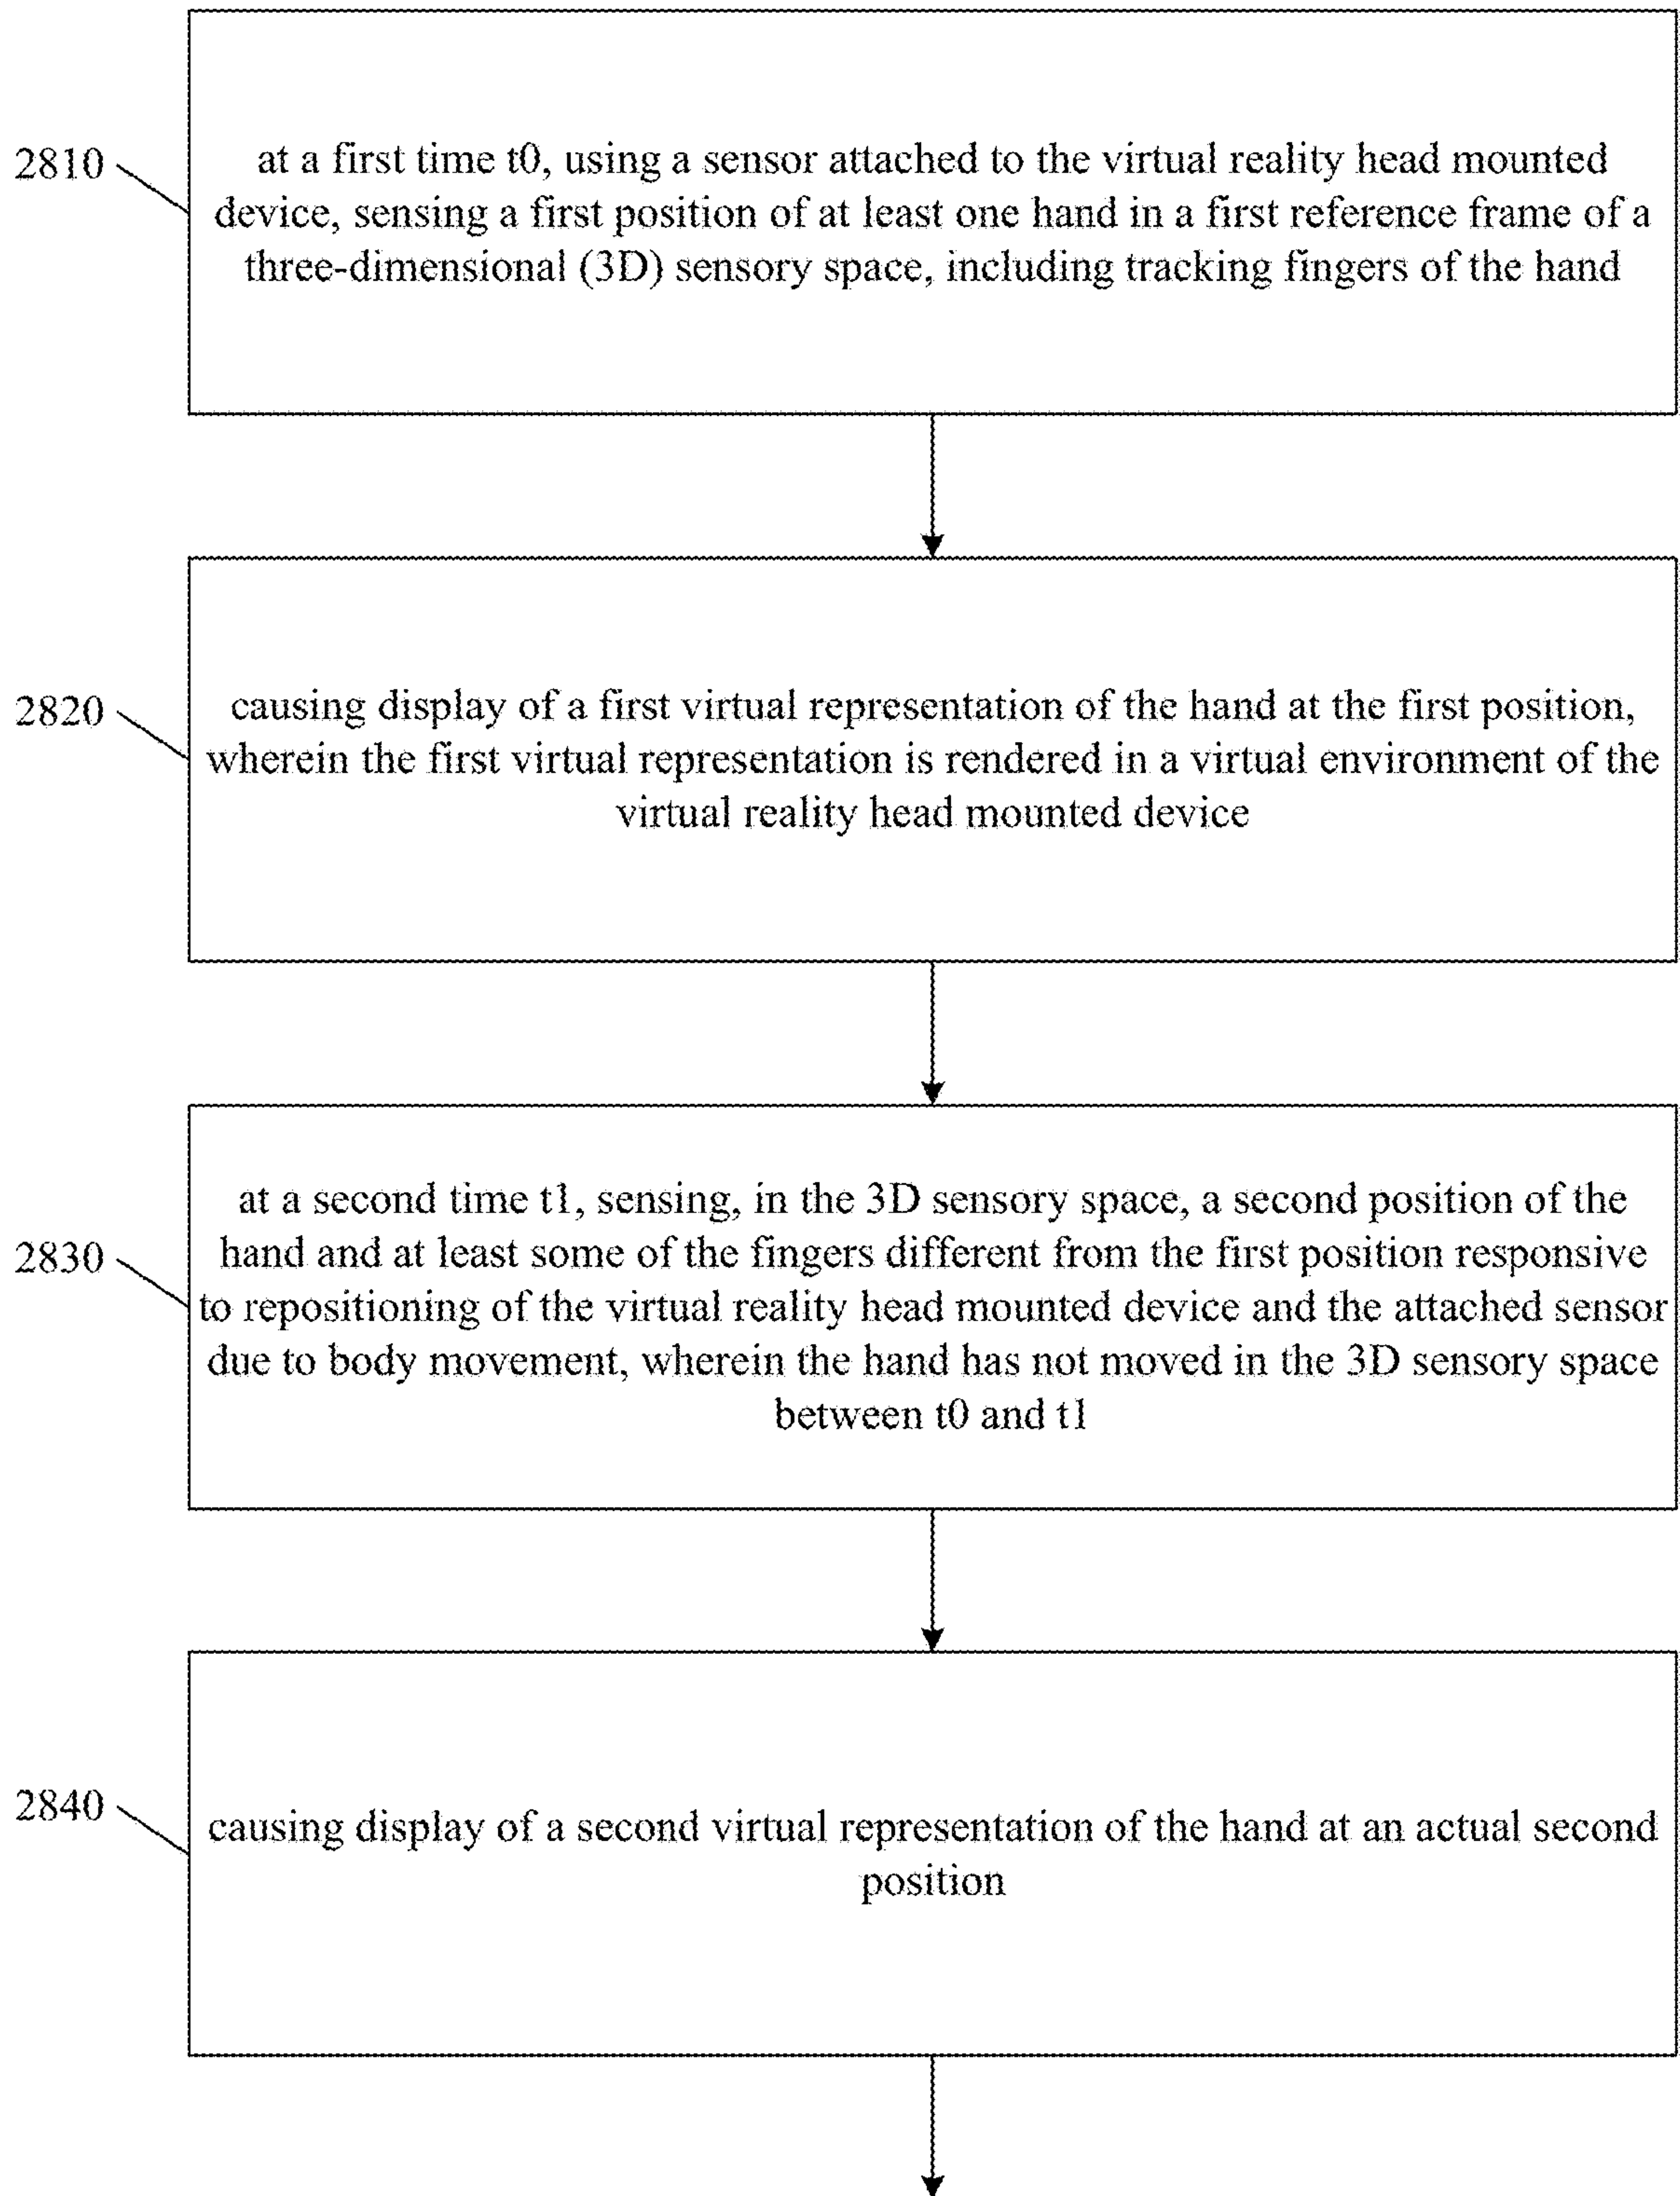 2810
at a first time t0, using a sensor attached to the virtual reality head mounted
device, sensing a first position of at least one hand in a first reference frame of a
three-dimensional (3D) sensory space, including tracking fingers of the hand
2820
causing display of a first virtual representation of the hand at the first position,
wherein the first virtual representation is rendered in a virtual environment of the
virtual reality head mounted device
2830
at a second time t1, sensing, in the 3D sensory space, a second position of the
hand and at least some of the fingers different from the first position responsive
to repositioning of the virtual reality head mounted device and the attached sensor
due to body movement, wherein the hand has not moved in the 3D sensory space
between t0 and t1
2840
causing display of a second virtual representation of the hand at an actual second
position